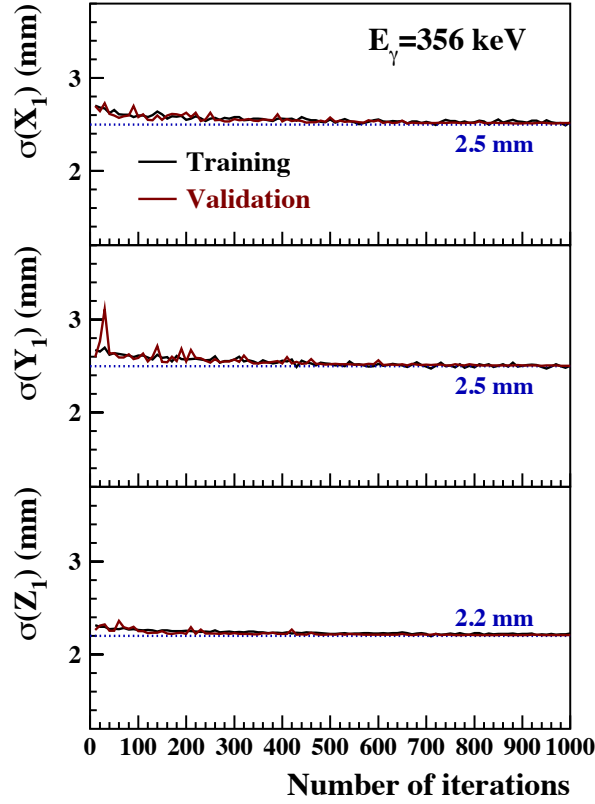 E_γ=356 keV
σ(X_1) (mm)
3
2
2.5 mm
Training
Validation
σ(Y_1) (mm)
3
2
2.5 mm
σ(Z_1) (mm)
3
2
2.2 mm
0 100 200 300 400 500 600 700 800 900 1000
Number of iterations